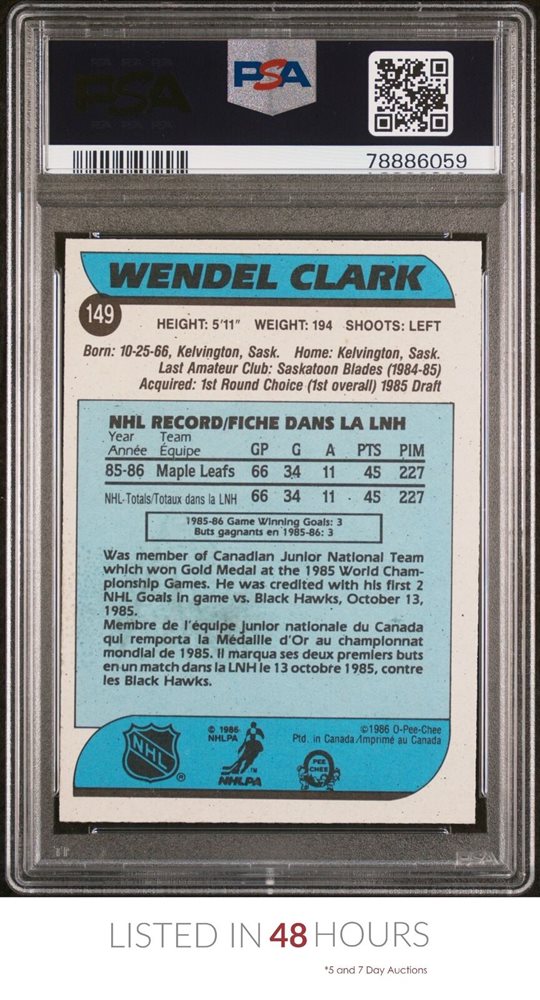 PSA
78886059
WENDEL CLARK
149
HEIGHT: 5'11" WEIGHT: 194 SHOOTS: LEFT
Born: 10-25-66, Kelvington, Sask. Home: Kelvington, Sask.
Last Amateur Club: Saskatoon Blades (1984-85)
Acquired: 1st Round Choice (1st overall) 1985 Draft
NHL RECORD/FICHE DANS LA LNH
Year Team
Année Équipe GP G A PTS PIM
85-86 Maple Leafs 66 34 11 45 227
NHL-Totals/Totaux dans la LNH 66 34 11 45 227
1985-86 Game Winning Goals: 3
Buts gagnants en 1985-86: 3
Was member of Canadian Junior National Team
which won Gold Medal at the 1985 World Cham-
pionship Games. He was credited with his first 2
NHL Goals in game vs. Black Hawks, October 13,
1985.
Membre de l'équipe junior nationale du Canada
qui remporta la Médaille d'Or au championnat
mondial de 1985. Il marqua ses deux premiers buts
en un match dans la LNH le 13 octobre 1985, contre
les Black Hawks.
NHL ®
© 1986
NHLPA
TM
NHLPA
©1986 O-Pee-Chee
Ptd. in Canada/Imprimé au Canada
PEE
CHEE
LISTED IN 48 HOURS
*5 and 7 Day Auctions